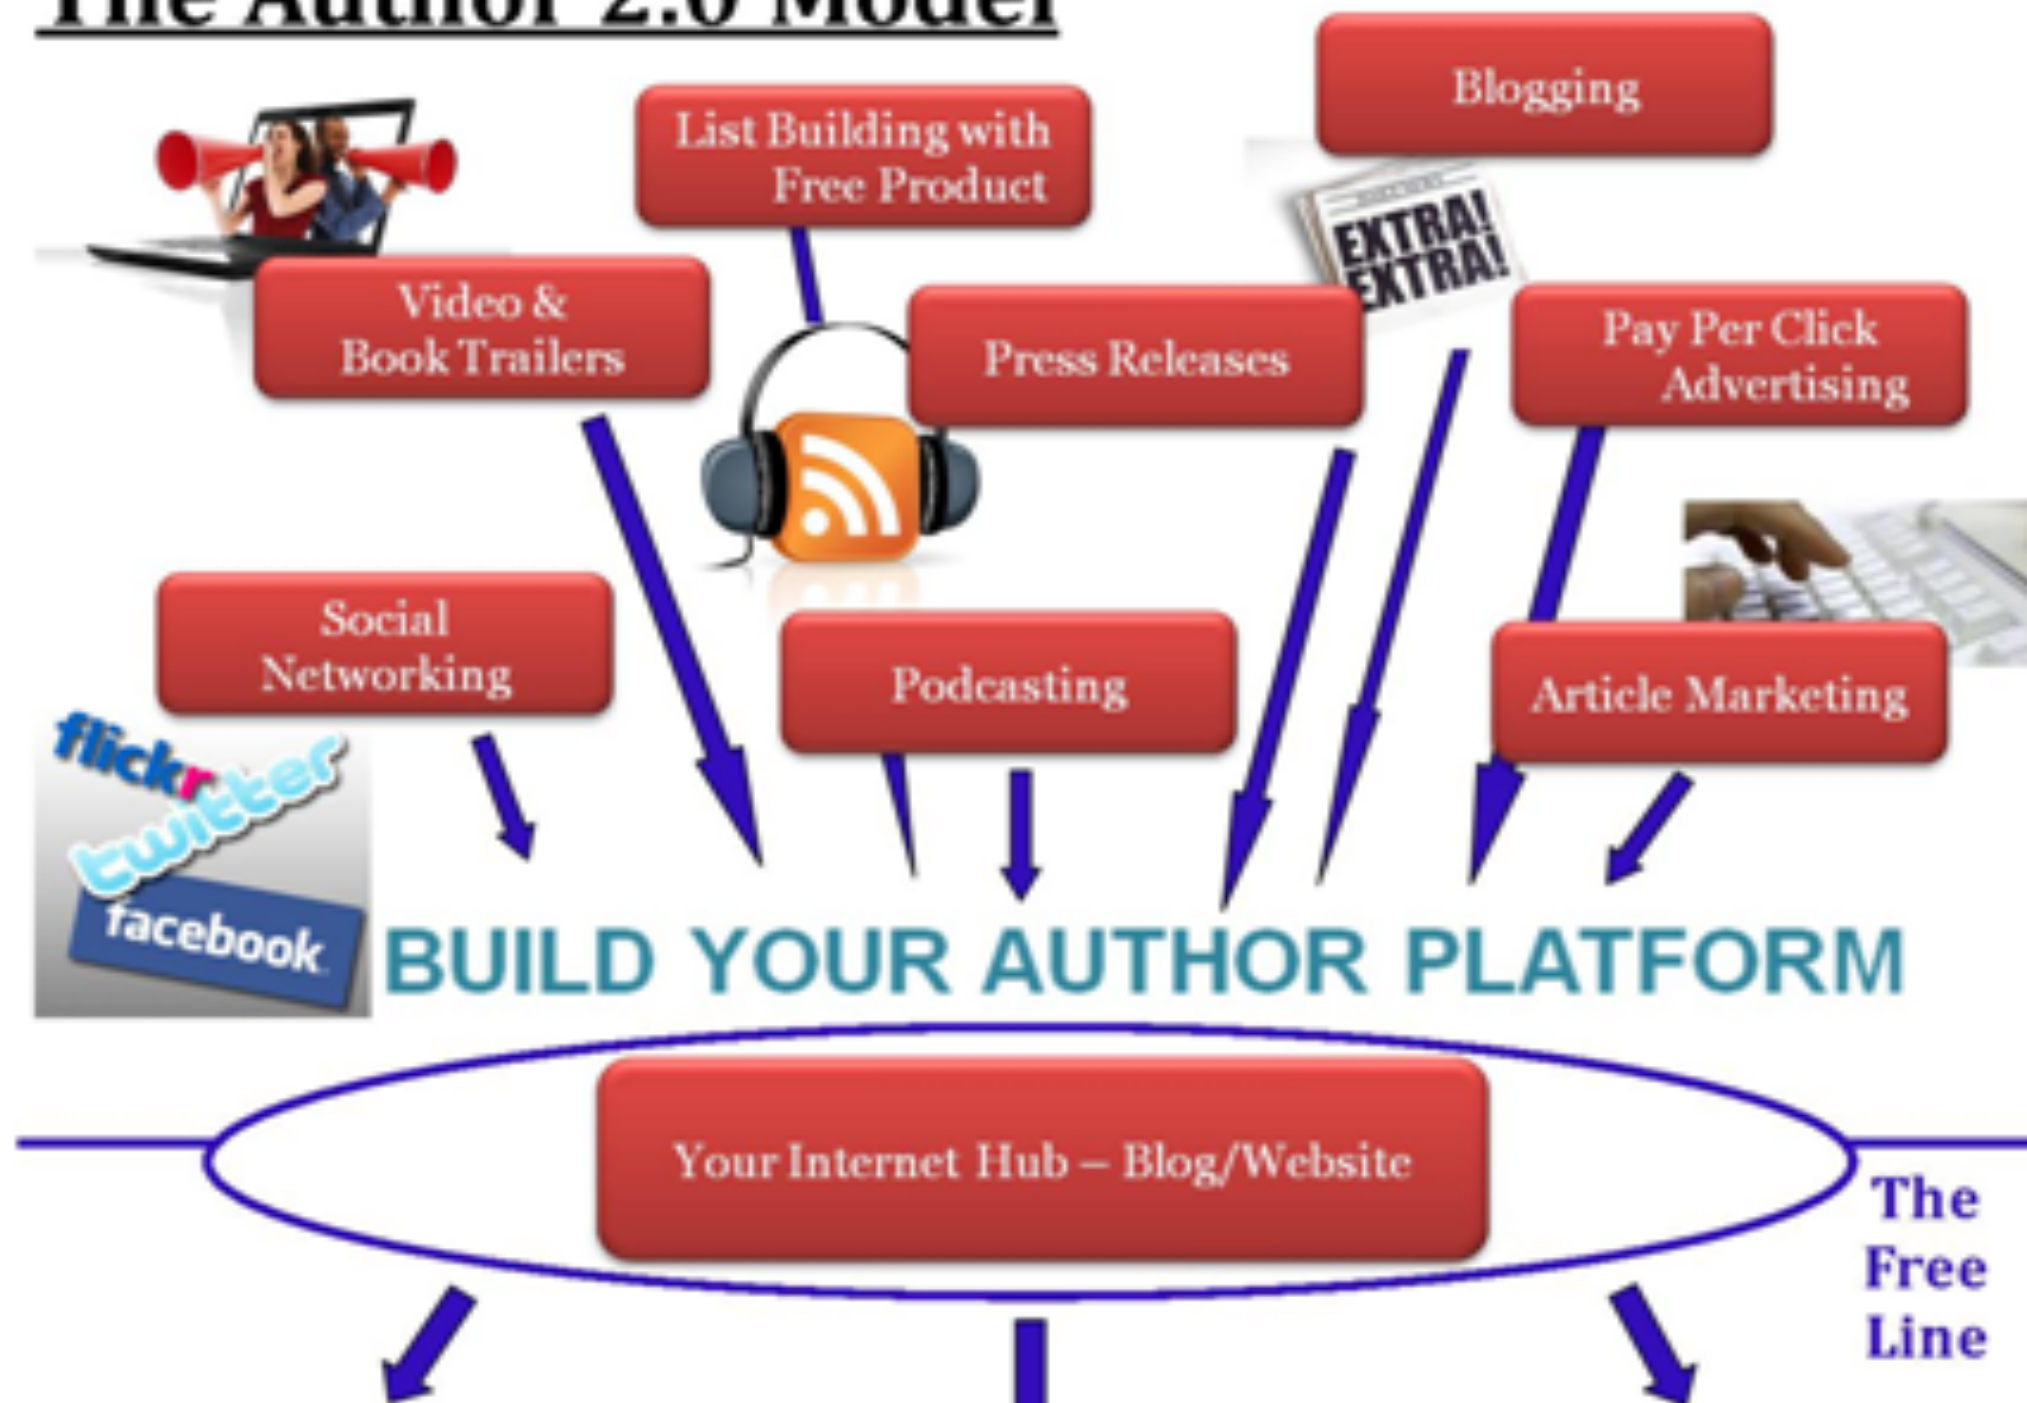 The Author 2.0 Model
Blogging
List Building with
Free Product
EXTRA!
EXTRA!
Video &
Book Trailers
Press Releases
Pay Per Click
Advertising
Social
Networking
Podcasting
Article Marketing
flickr
twitter
facebook
BUILD YOUR AUTHOR PLATFORM
Your Internet Hub – Blog/Website
The
Free
Line